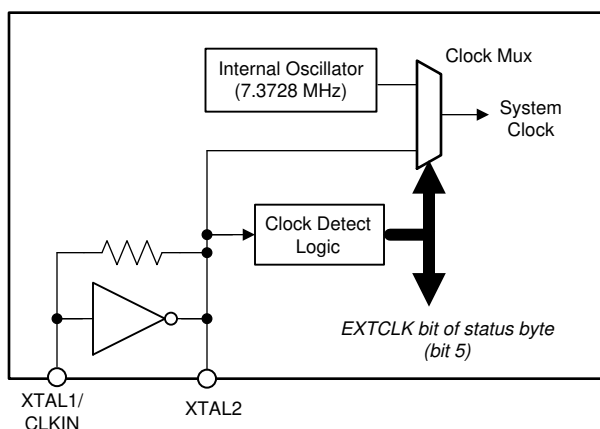 Internal Oscillator
(7.3728 MHz)
Clock Mux
System
Clock
Clock Detect
Logic
EXTCLK bit of status byte
(bit 5)
XTAL1/
CLKIN
XTAL2